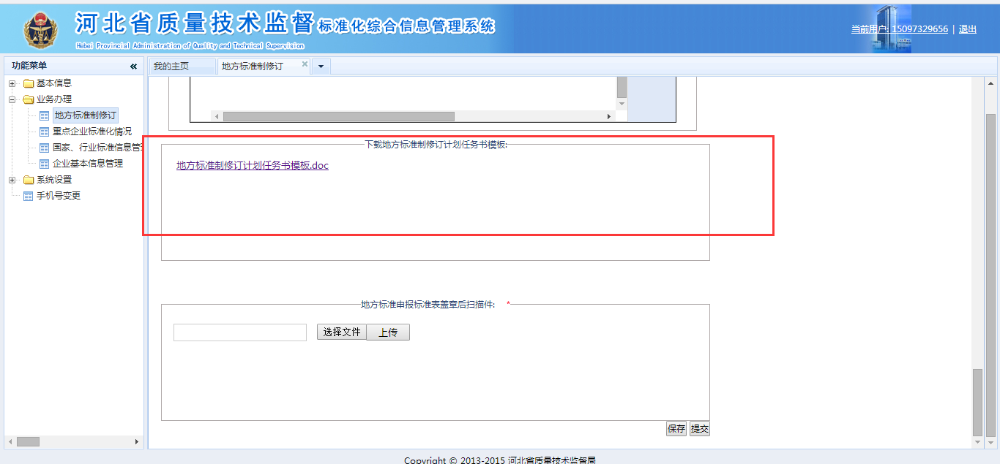 河北省质量技术监督 标准化综合信息管理系统
Hebei Provincial Administration of Quality and Technical Supervision
当前用户: 15097329656 | 退出
功能菜单
基本信息
业务办理
地方标准制修订
重点企业标准化情况
国家、行业标准信息管
企业基本信息管理
系统设置
手机号变更
我的主页
地方标准制修订
下载地方标准制修订计划任务书模板:
地方标准制修订计划任务书模板.doc
地方标准申报标准表盖章后扫描件: *
选择文件 上传
保存 提交
Copyright © 2013-2015 河北省质量技术监督局